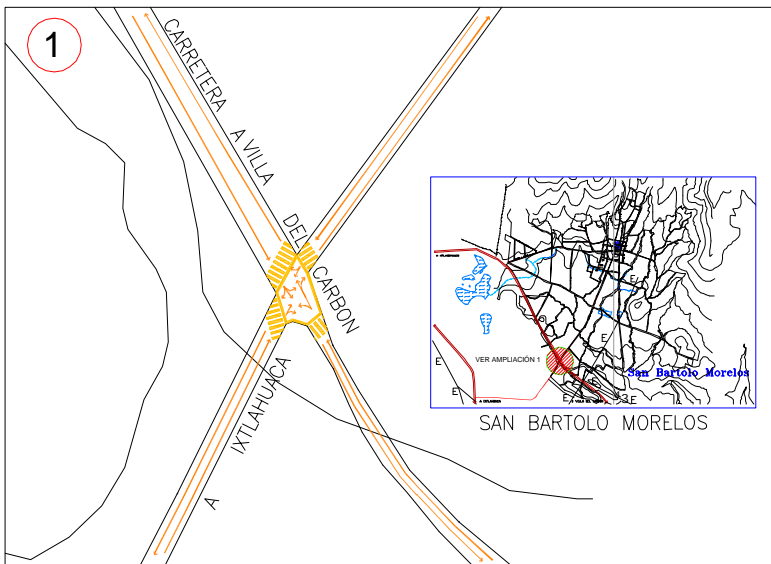 1
CARRETERA A VILLA DEL CARBON
A IXTLAHUACA
VER AMPLIACIÓN 1
San Bartolo Morelos
E
E
E
E
E
E
E
SAN BARTOLO MORELOS